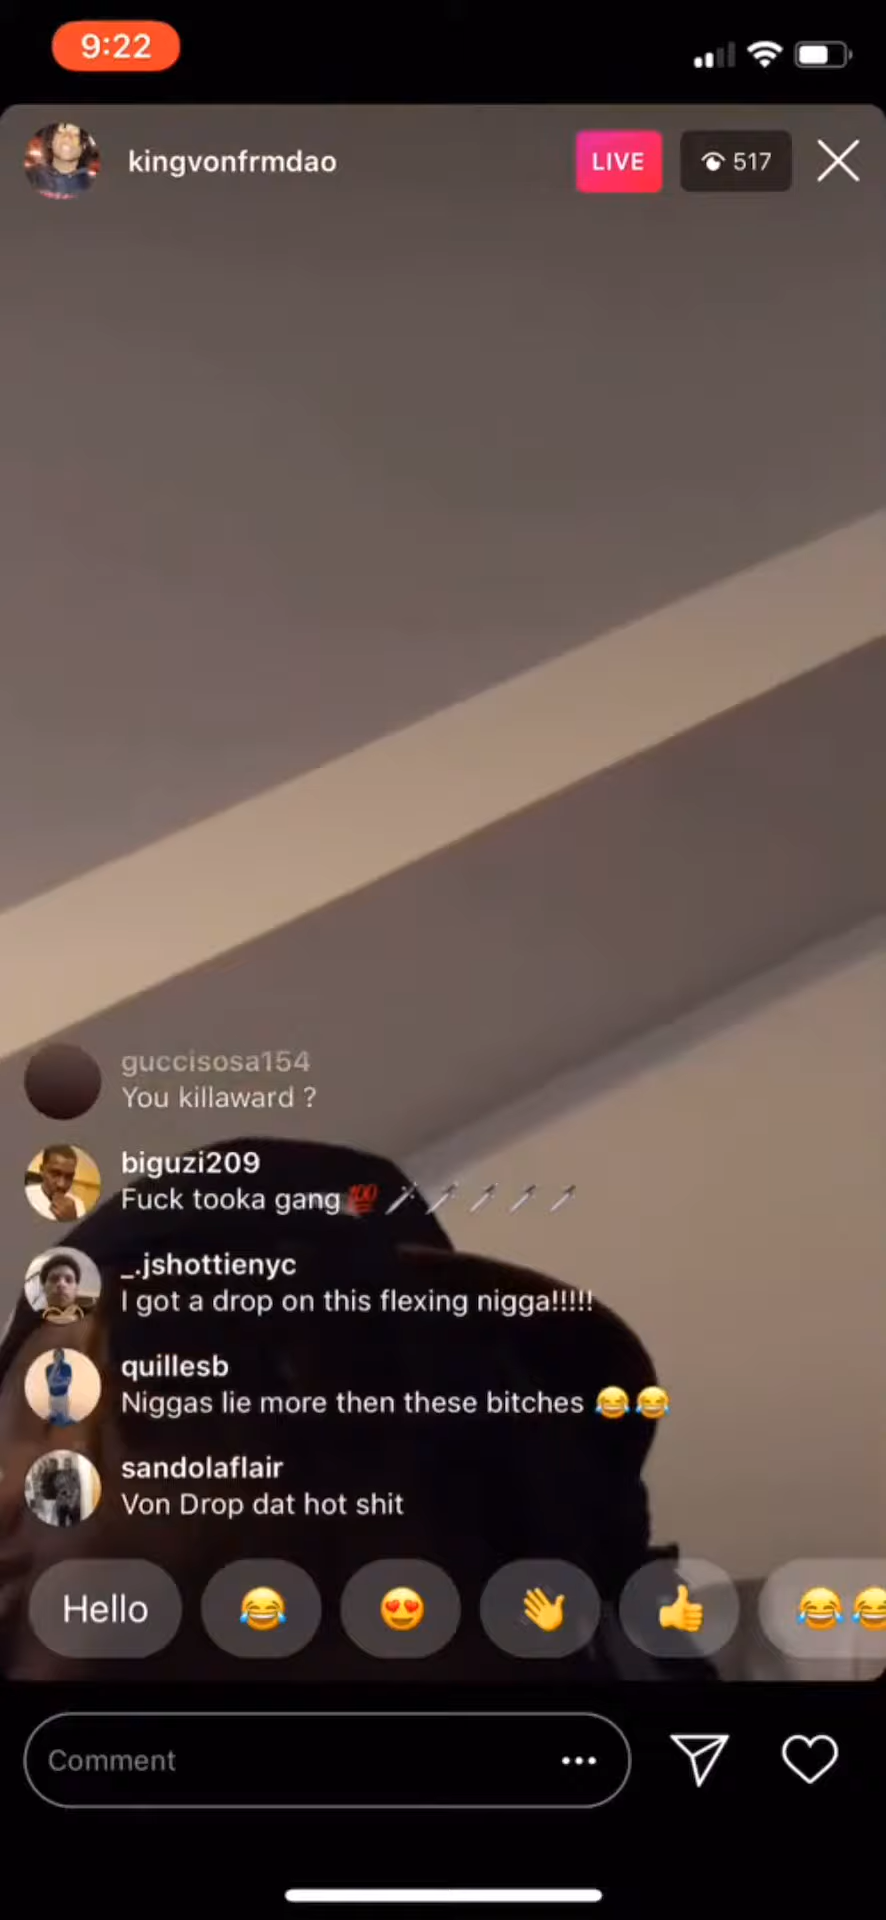 9:22
kingvonfrmdao LIVE 517
guccisosa154
You killaward ?
biguzi209
Fuck tooka gang 💯
_.jshottienyc
I got a drop on this flexing nigga!!!!!
quillesb
Niggas lie more then these bitches 😂😂
sandolaflair
Von Drop dat hot shit
Hello 😂 😍 👋 👍 😂😂
Comment